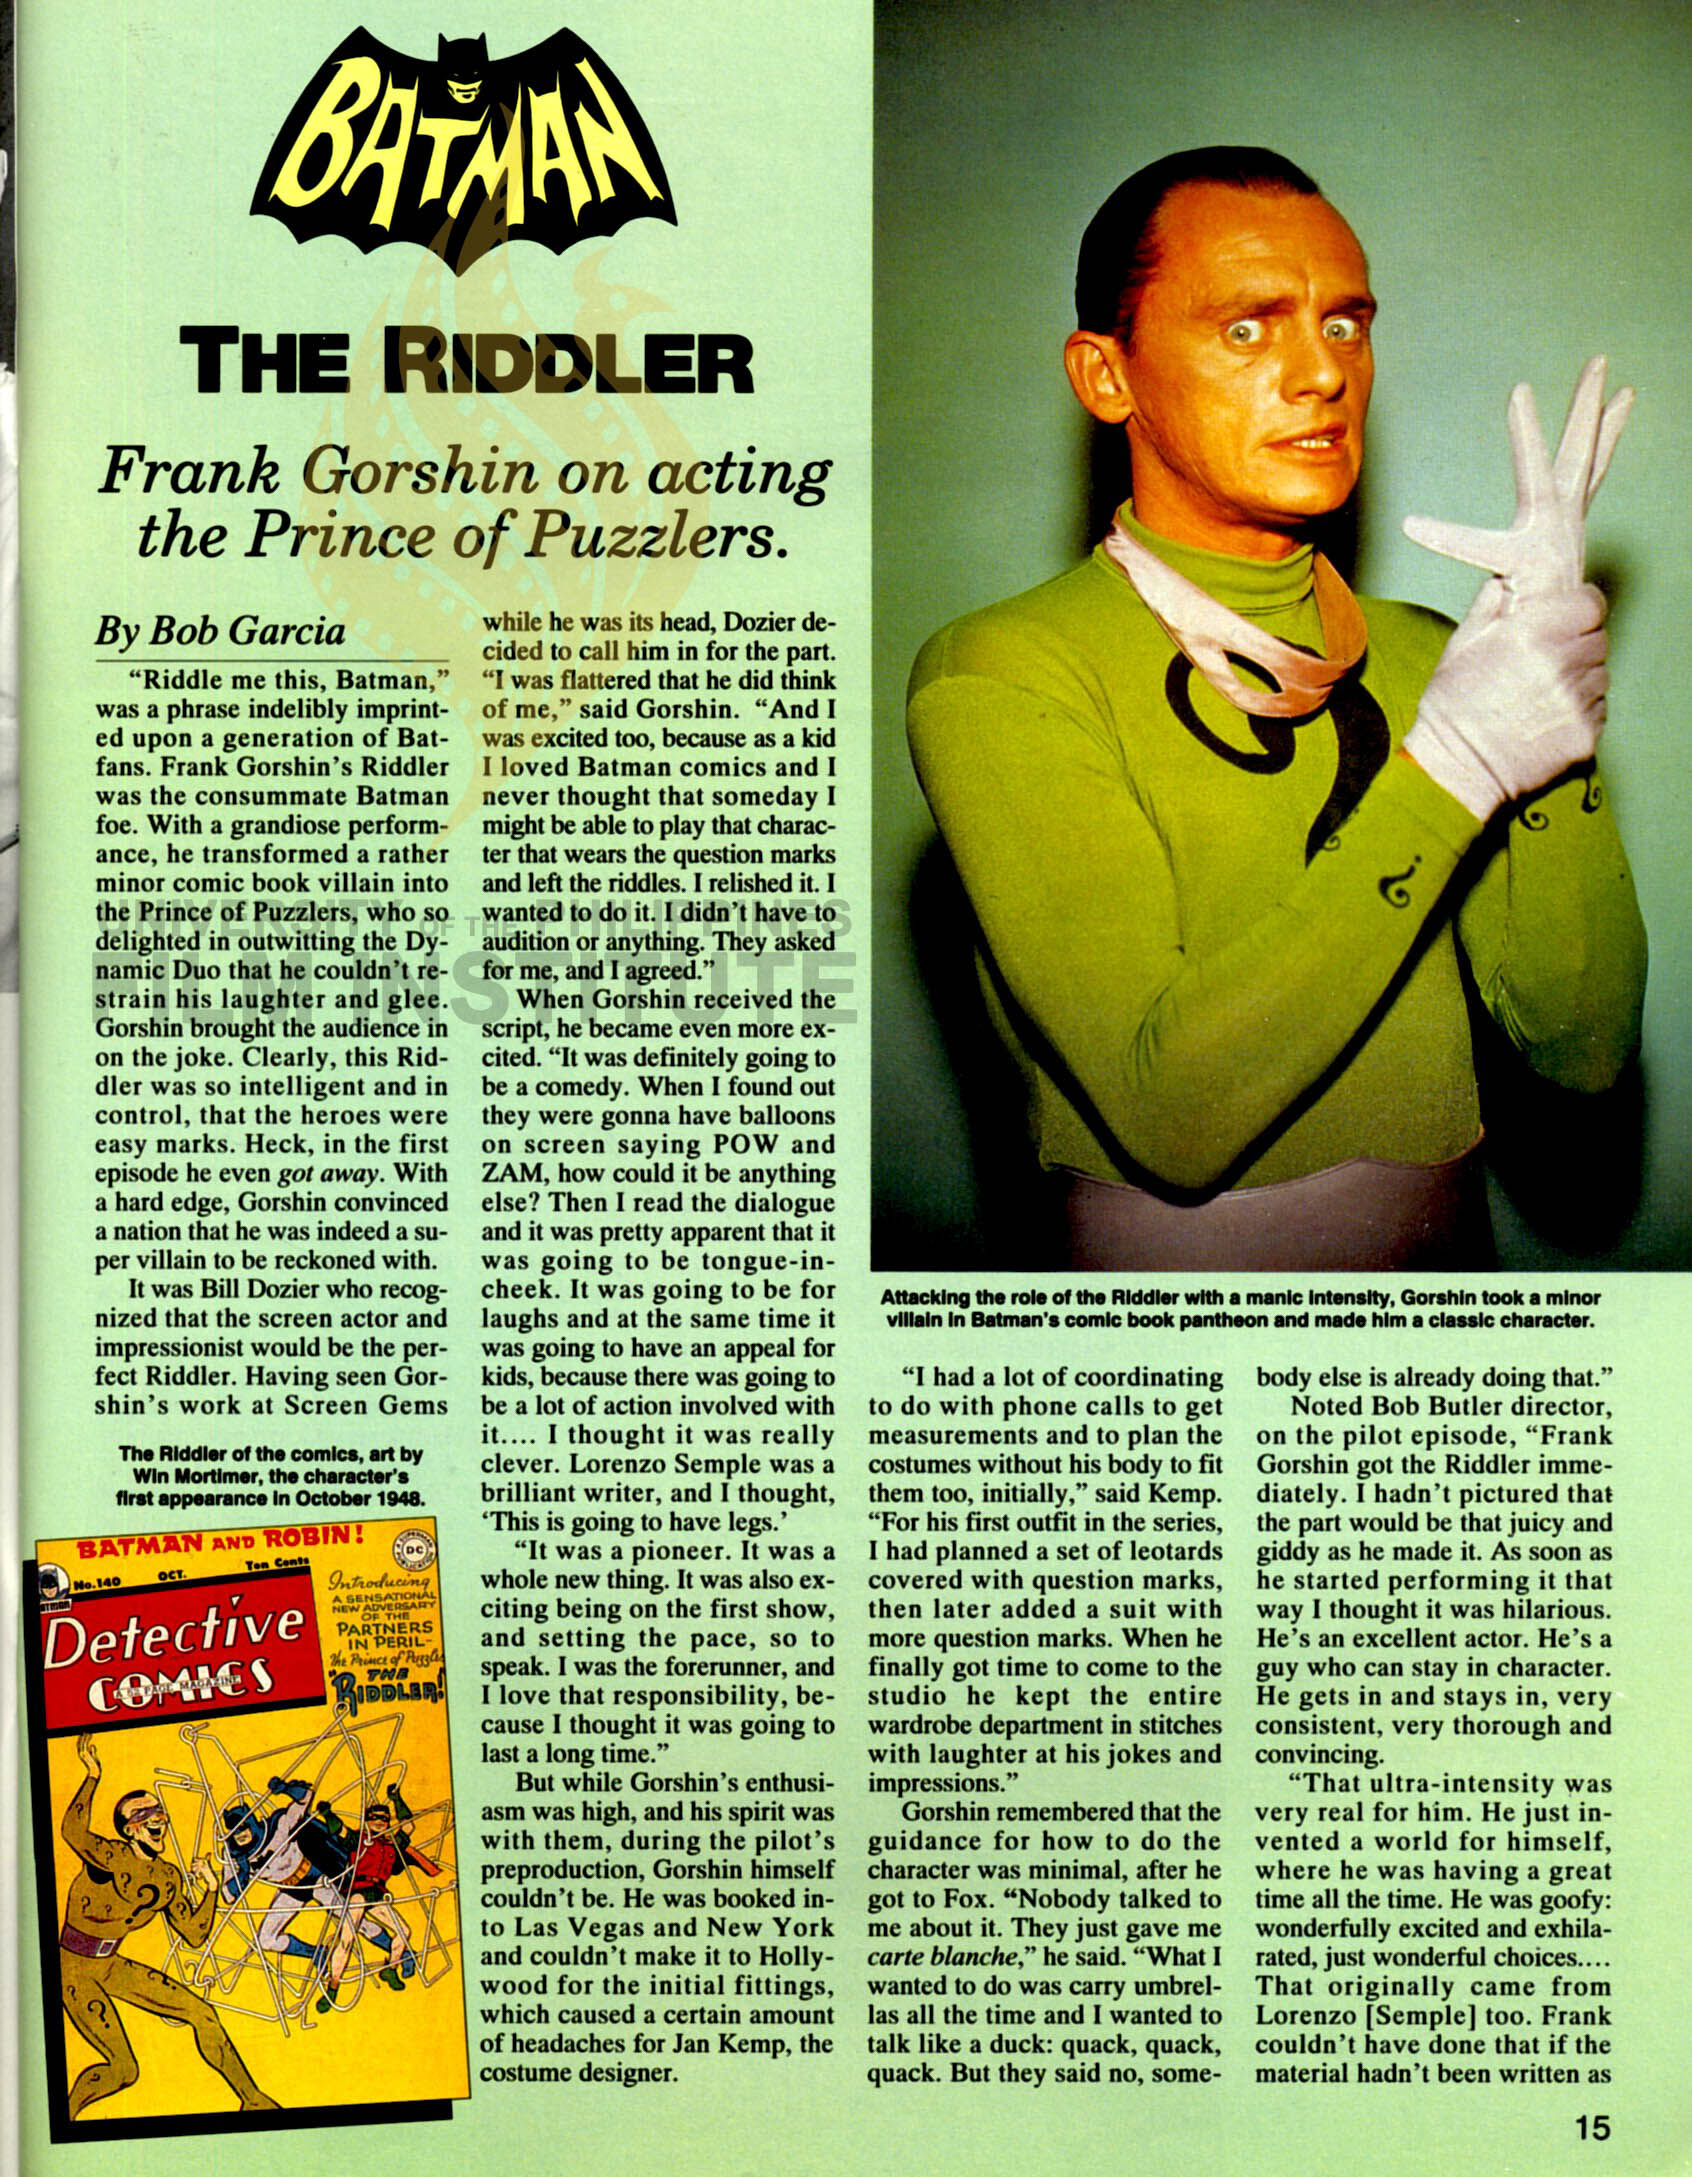 BATMAN
THE RIDDLER
Frank Gorshin on acting
the Prince of Puzzlers.
By Bob Garcia
“Riddle me this, Batman,”
was a phrase indelibly imprint-
ed upon a generation of Bat-
fans. Frank Gorshin’s Riddler
was the consummate Batman
foe. With a grandiose perform-
ance, he transformed a rather
minor comic book villain into
the Prince of Puzzlers, who so
delighted in outwitting the Dy-
namic Duo that he couldn’t re-
strain his laughter and glee.
Gorshin brought the audience in
on the joke. Clearly, this Rid-
dler was so intelligent and in
control, that the heroes were
easy marks. Heck, in the first
episode he even got away. With
a hard edge, Gorshin convinced
a nation that he was indeed a su-
per villain to be reckoned with.
It was Bill Dozier who recog-
nized that the screen actor and
impressionist would be the per-
fect Riddler. Having seen Gor-
shin’s work at Screen Gems
The Riddler of the comics, art by
Win Mortimer, the character’s
first appearance in October 1948.
BATMAN AND ROBIN!
Ten Cents
No.140 OCT.
BATMAN
DC
SUPERMAN
PUBLICATION
Detective
COMICS
A 52 PAGE MAGAZINE
Introducing
A SENSATIONAL
NEW ADVERSARY
OF THE
PARTNERS
IN PERIL-
the Prince of Puzzles
"THE
RIDDLER!
while he was its head, Dozier de-
cided to call him in for the part.
“I was flattered that he did think
of me,” said Gorshin. “And I
was excited too, because as a kid
I loved Batman comics and I
never thought that someday I
might be able to play that charac-
ter that wears the question marks
and left the riddles. I relished it. I
wanted to do it. I didn’t have to
audition or anything. They asked
for me, and I agreed.”
When Gorshin received the
script, he became even more ex-
cited. “It was definitely going to
be a comedy. When I found out
they were gonna have balloons
on screen saying POW and
ZAM, how could it be anything
else? Then I read the dialogue
and it was pretty apparent that it
was going to be tongue-in-
cheek. It was going to be for
laughs and at the same time it
was going to have an appeal for
kids, because there was going to
be a lot of action involved with
it.... I thought it was really
clever. Lorenzo Semple was a
brilliant writer, and I thought,
‘This is going to have legs.’
“It was a pioneer. It was a
whole new thing. It was also ex-
citing being on the first show,
and setting the pace, so to
speak. I was the forerunner, and
I love that responsibility, be-
cause I thought it was going to
last a long time.”
But while Gorshin’s enthusi-
asm was high, and his spirit was
with them, during the pilot’s
preproduction, Gorshin himself
couldn’t be. He was booked in-
to Las Vegas and New York
and couldn’t make it to Holly-
wood for the initial fittings,
which caused a certain amount
of headaches for Jan Kemp, the
costume designer.
Attacking the role of the Riddler with a manic intensity, Gorshin took a minor
villain in Batman’s comic book pantheon and made him a classic character.
“I had a lot of coordinating
to do with phone calls to get
measurements and to plan the
costumes without his body to fit
them too, initially,” said Kemp.
“For his first outfit in the series,
I had planned a set of leotards
covered with question marks,
then later added a suit with
more question marks. When he
finally got time to come to the
studio he kept the entire
wardrobe department in stitches
with laughter at his jokes and
impressions.”
Gorshin remembered that the
guidance for how to do the
character was minimal, after he
got to Fox. “Nobody talked to
me about it. They just gave me
carte blanche,” he said. “What I
wanted to do was carry umbrel-
las all the time and I wanted to
talk like a duck: quack, quack,
quack. But they said no, some-
body else is already doing that.”
Noted Bob Butler director,
on the pilot episode, “Frank
Gorshin got the Riddler imme-
diately. I hadn’t pictured that
the part would be that juicy and
giddy as he made it. As soon as
he started performing it that
way I thought it was hilarious.
He’s an excellent actor. He’s a
guy who can stay in character.
He gets in and stays in, very
consistent, very thorough and
convincing.
“That ultra-intensity was
very real for him. He just in-
vented a world for himself,
where he was having a great
time all the time. He was goofy:
wonderfully excited and exhila-
rated, just wonderful choices....
That originally came from
Lorenzo [Semple] too. Frank
couldn’t have done that if the
material hadn’t been written as
15
UNIVERSITY OF THE PHILIPPINES
FILM INSTITUTE